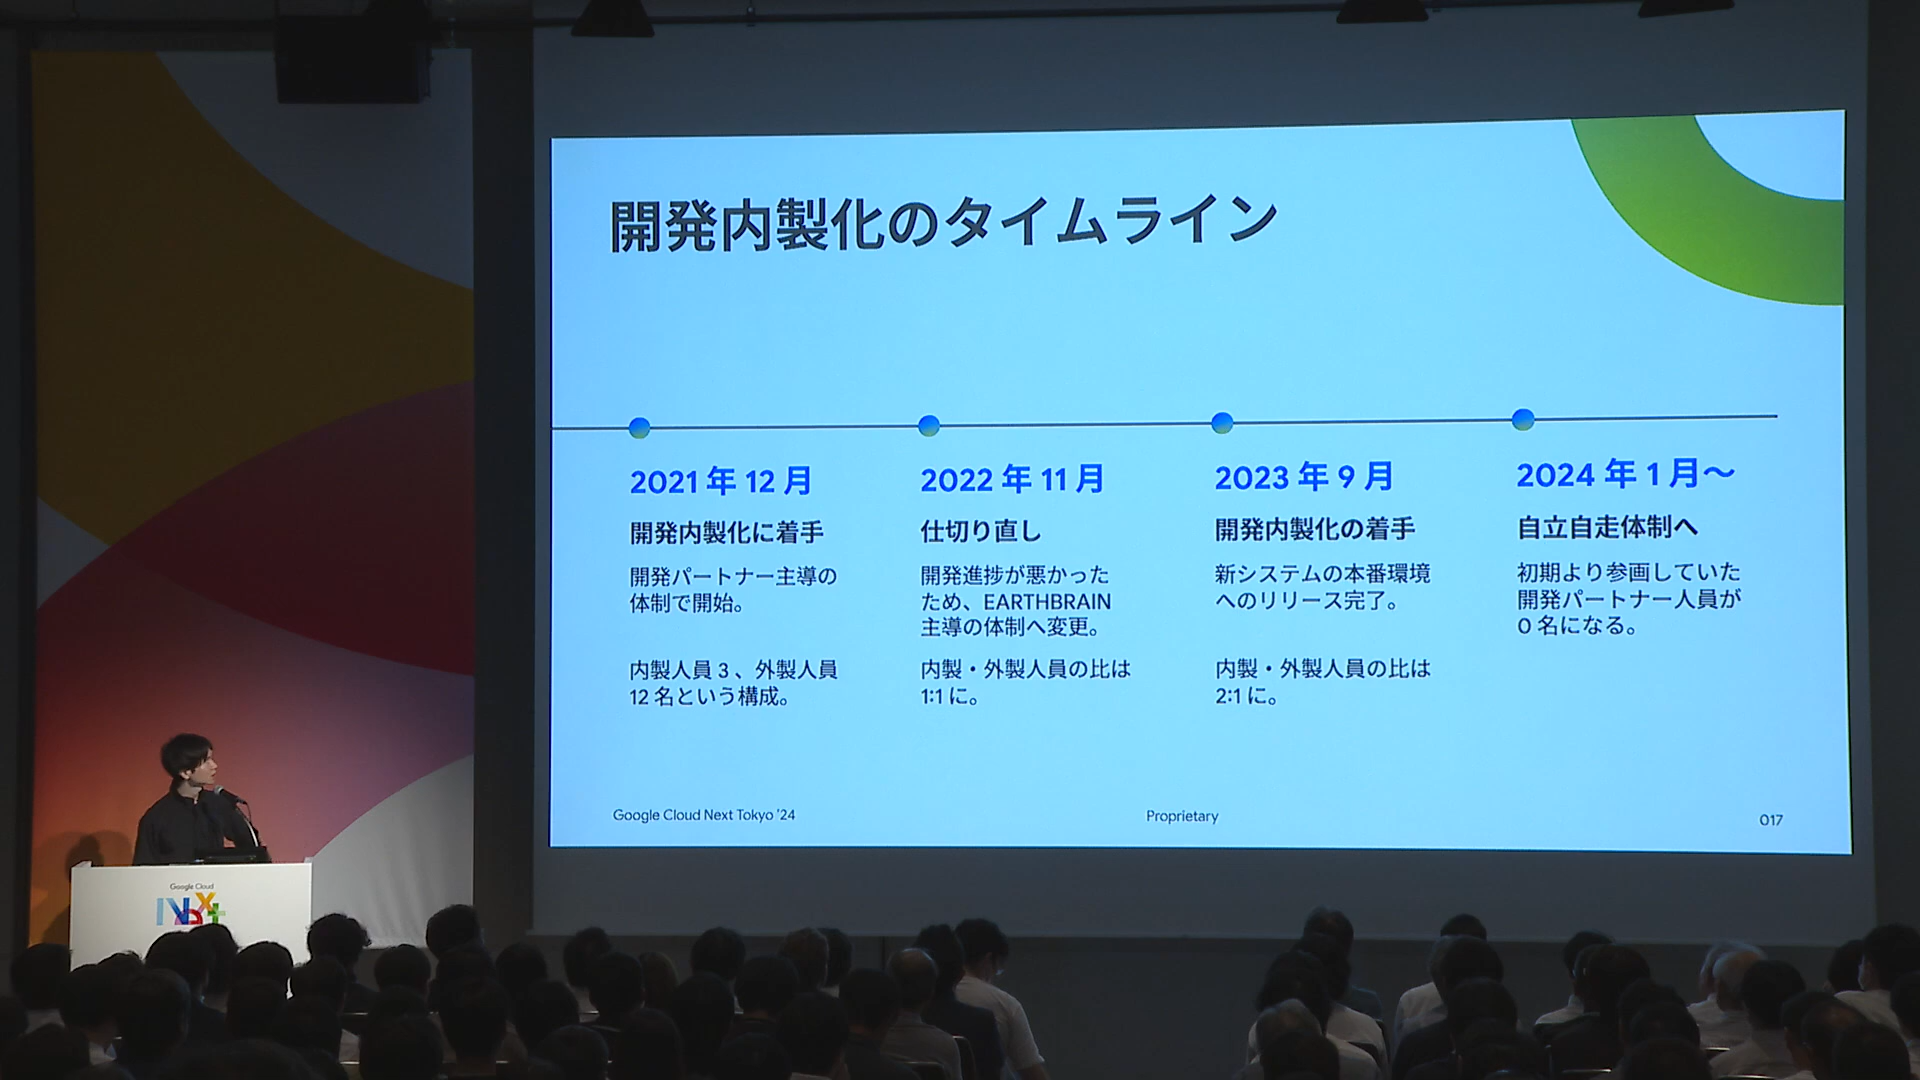 開発内製化のタイムライン
2021 年 12 月
開発内製化に着手
開発パートナー主導の
体制で開始。
内製人員 3 、外製人員
12 名という構成。
2022 年 11 月
仕切り直し
開発進捗が悪かった
ため、EARTHBRAIN
主導の体制へ変更。
内製・外製人員の比は
1:1 に。
2023 年 9 月
開発内製化の着手
新システムの本番環境
へのリリース完了。
内製・外製人員の比は
2:1 に。
2024 年 1 月～
自立自走体制へ
初期より参画していた
開発パートナー人員が
0 名になる。
Google Cloud Next Tokyo '24
Proprietary
017
Google Cloud
Next